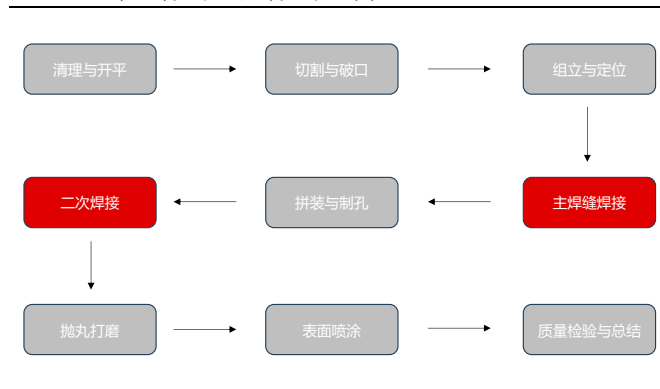 清理与开平
切割与破口
组立与定位
主焊缝焊接
拼装与制孔
二次焊接
抛丸打磨
表面喷涂
质量检验与总结